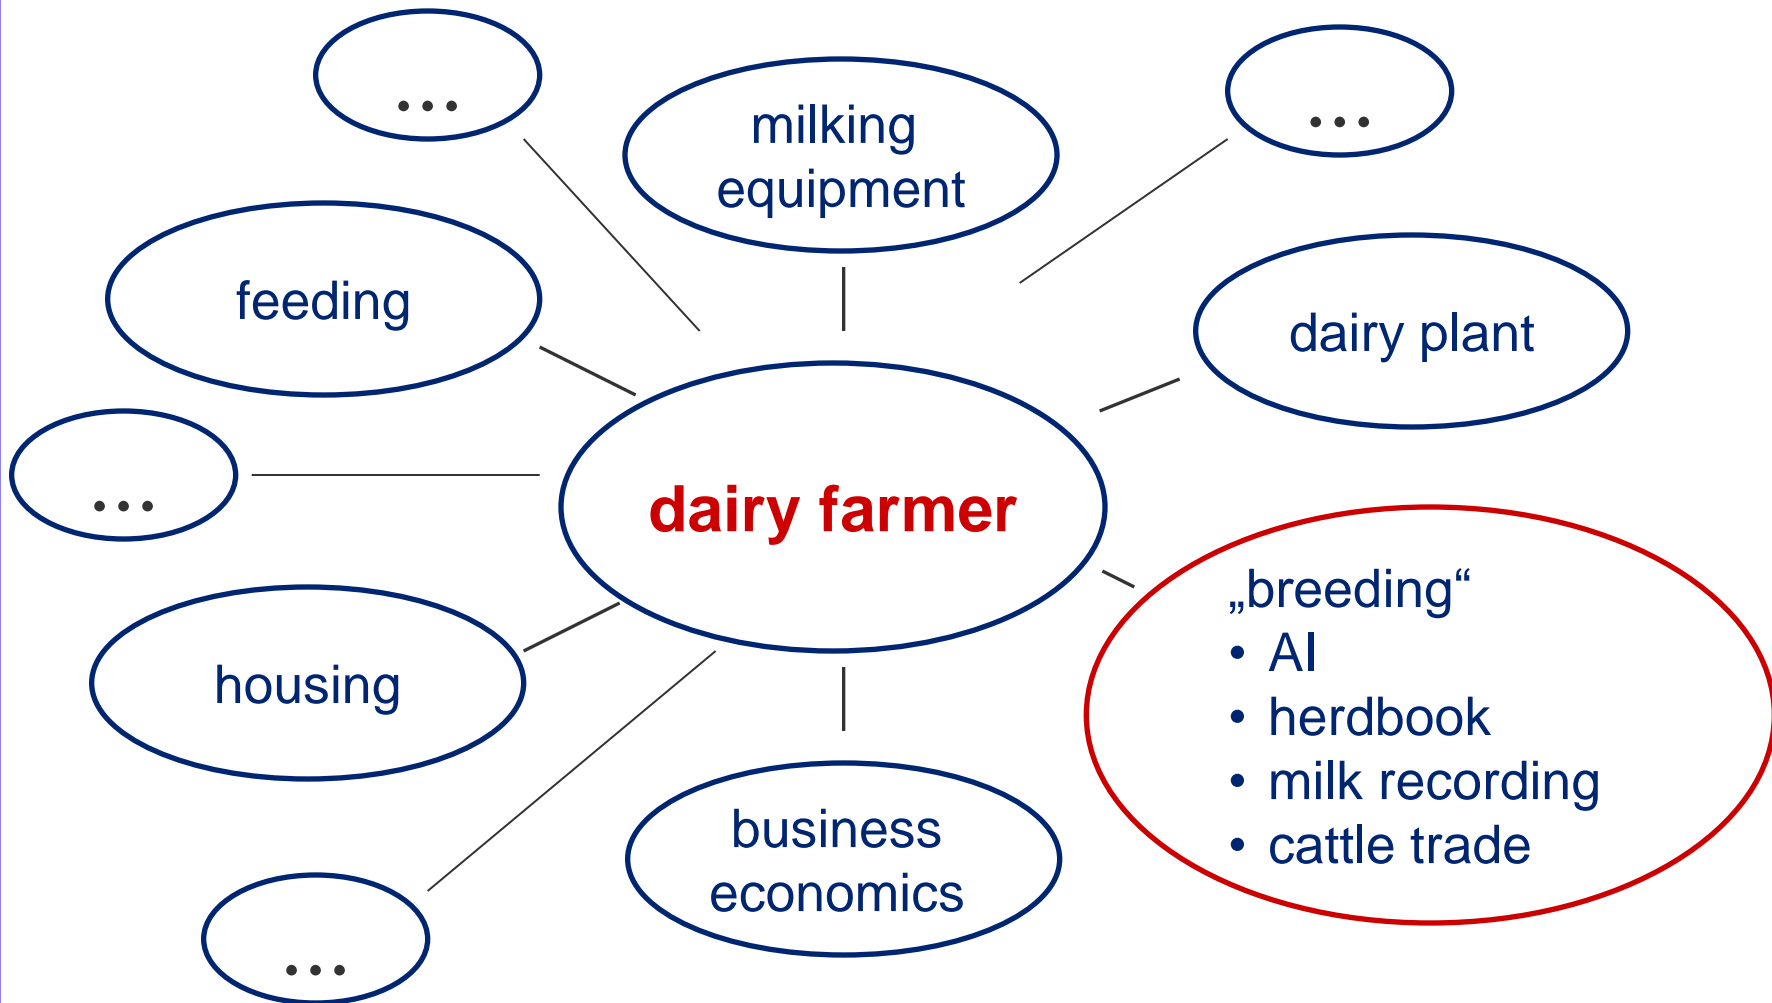 ...
milking
equipment
...
feeding
dairy plant
...
dairy farmer
„breeding“
• AI
• herdbook
• milk recording
• cattle trade
housing
business
economics
...